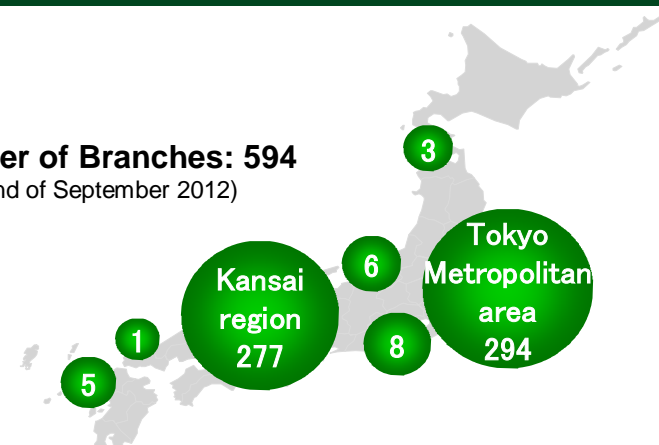 er of Branches: 594
nd of September 2012)
3
Tokyo
Metropolitan
area
294
6
Kansai
region
277
8
1
5